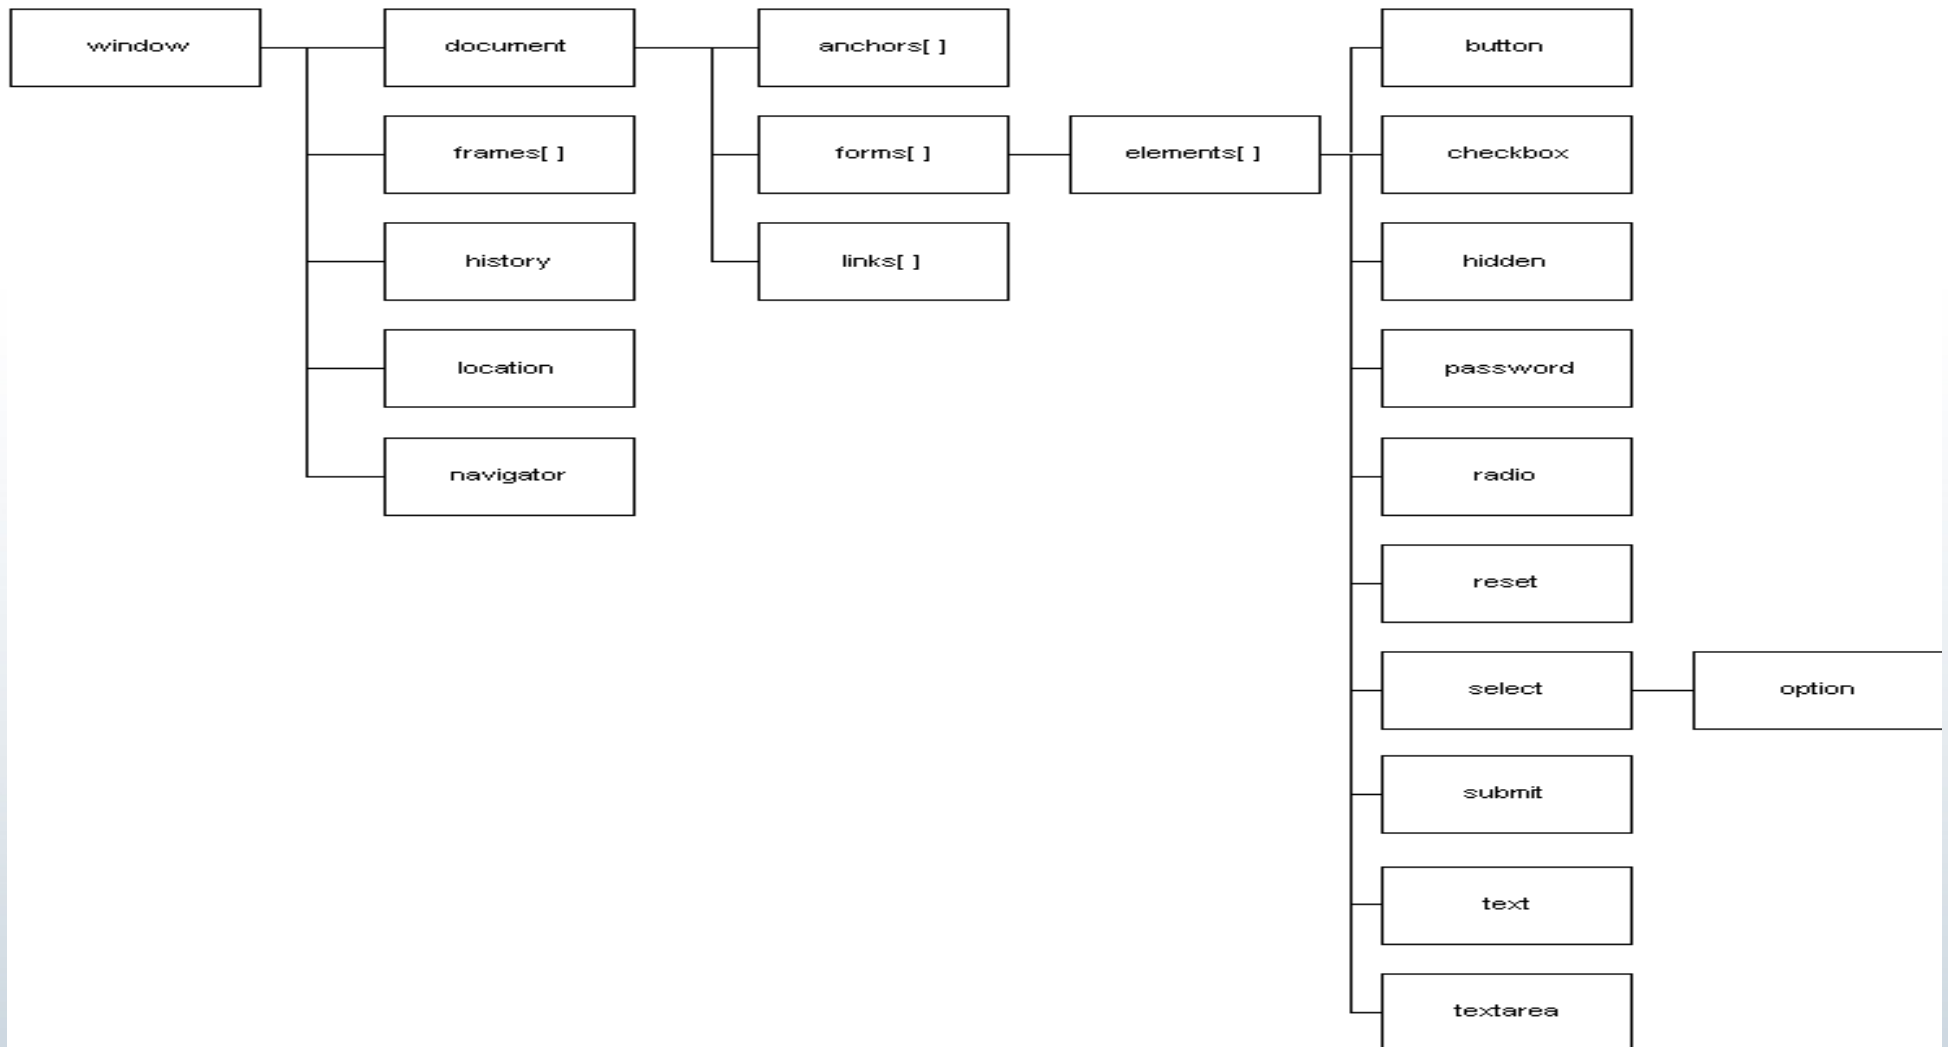 window
document
anchors[ ]
button
frames[ ]
forms[ ]
elements[ ]
checkbox
history
links[ ]
hidden
location
password
navigator
radio
reset
select
option
submit
text
textarea